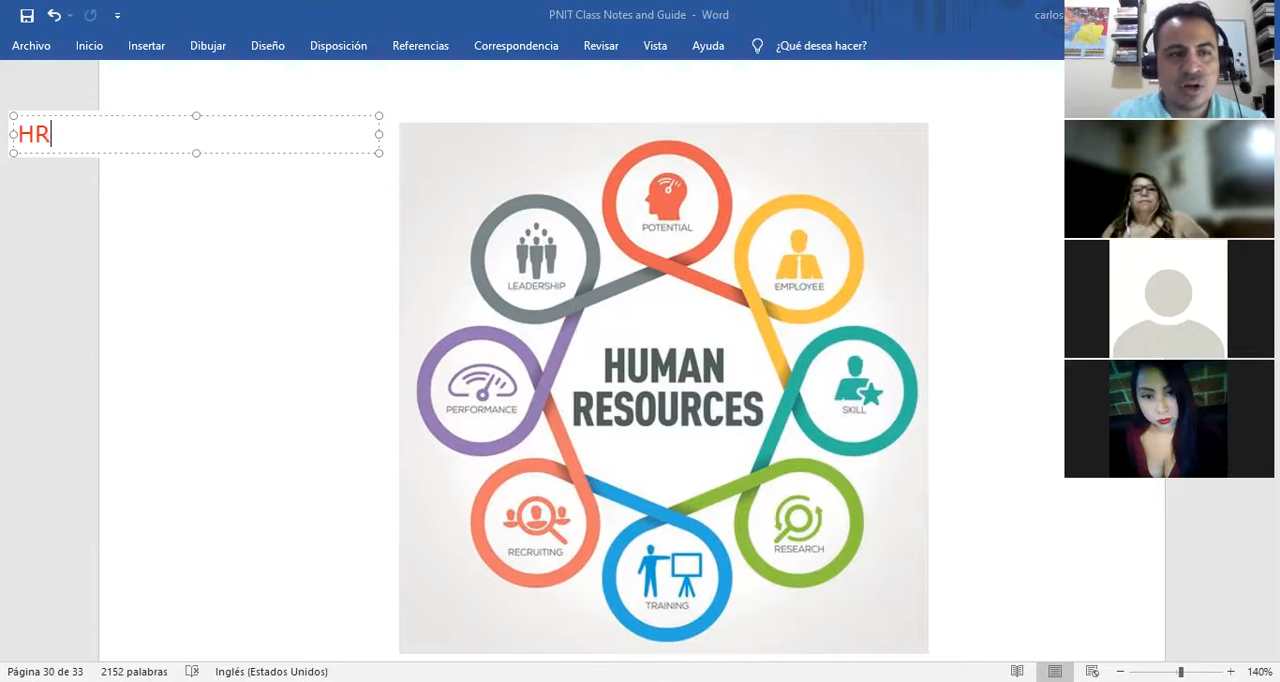 PNIT Class Notes and Guide - Word
carlos
Archivo Inicio Insertar Dibujar Diseño Disposición Referencias Correspondencia Revisar Vista Ayuda ¿Qué desea hacer?
HR
POTENTIAL
LEADERSHIP
EMPLOYEE
HUMAN
RESOURCES
PERFORMANCE
SKILL
RECRUITING
RESEARCH
TRAINING
Página 30 de 33 2152 palabras Inglés (Estados Unidos) 140%